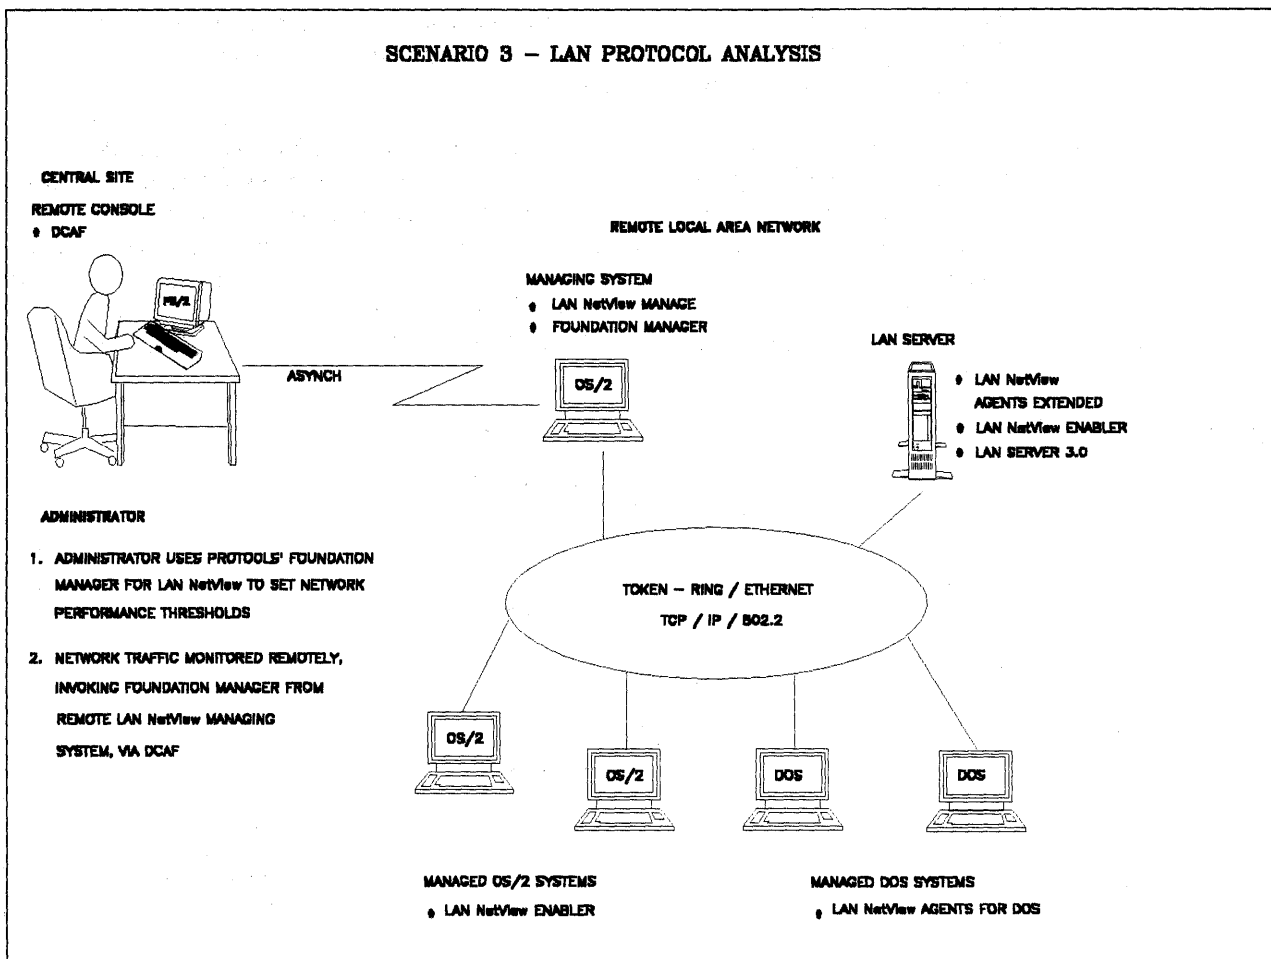 SCENARIO 3 – LAN PROTOCOL ANALYSIS
CENTRAL SITE
REMOTE CONSOLE
• DCAF
PS/2
ASYNCH
REMOTE LOCAL AREA NETWORK
MANAGING SYSTEM
• LAN NetView MANAGE
• FOUNDATION MANAGER
OS/2
LAN SERVER
• LAN NetView
AGENTS EXTENDED
• LAN NetView ENABLER
• LAN SERVER 3.0
ADMINISTRATOR
1. ADMINISTRATOR USES PROTOOLS' FOUNDATION
MANAGER FOR LAN NetView TO SET NETWORK
PERFORMANCE THRESHOLDS
2. NETWORK TRAFFIC MONITORED REMOTELY,
INVOKING FOUNDATION MANAGER FROM
REMOTE LAN NetView MANAGING
SYSTEM, VIA DCAF
TOKEN – RING / ETHERNET
TCP / IP / 802.2
OS/2
OS/2
DOS
DOS
MANAGED OS/2 SYSTEMS
• LAN NetView ENABLER
MANAGED DOS SYSTEMS
• LAN NetView AGENTS FOR DOS